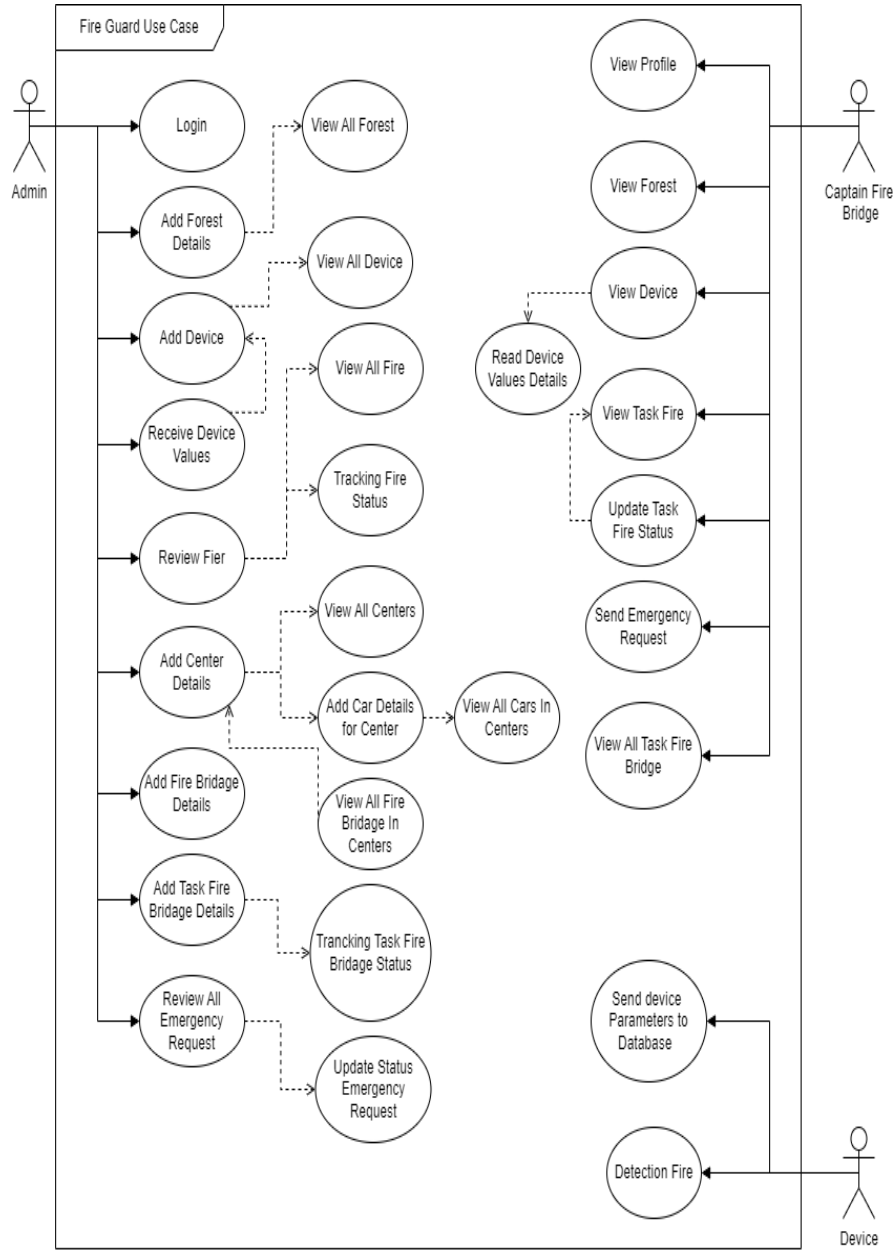 Fire Guard Use Case
Admin
Login
View All Forest
Add Forest
Details
View All Device
Add Device
View All Fire
Receive Device
Values
Tracking Fire
Status
Review Fier
View All Centers
Add Center
Details
Add Car Details
for Center
View All Cars In
Centers
Add Fire Bridage
Details
View All Fire
Bridage In
Centers
Add Task Fire
Bridage Details
Trancking Task Fire
Bridage Status
Review All
Emergency
Request
Update Status
Emergency
Request
View Profile
Captain Fire
Bridge
View Forest
View Device
Read Device
Values Details
View Task Fire
Update Task
Fire Status
Send Emergency
Request
View All Task Fire
Bridge
Send device
Parameters to
Database
Detection Fire
Device